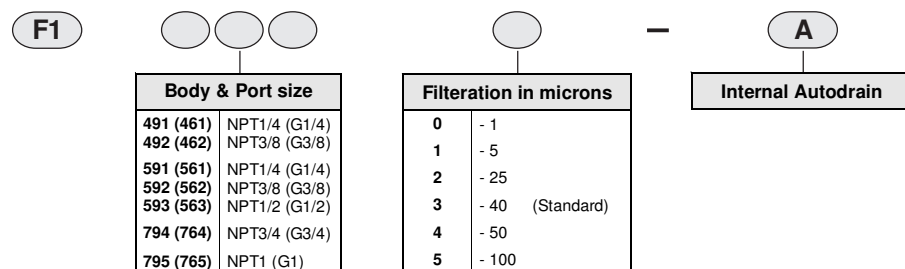 F1 – A
Body & Port size
491 (461) NPT1/4 (G1/4)
492 (462) NPT3/8 (G3/8)
591 (561) NPT1/4 (G1/4)
592 (562) NPT3/8 (G3/8)
593 (563) NPT1/2 (G1/2)
794 (764) NPT3/4 (G3/4)
795 (765) NPT1 (G1)
Filteration in microns
0 - 1
1 - 5
2 - 25
3 - 40 (Standard)
4 - 50
5 - 100
Internal Autodrain